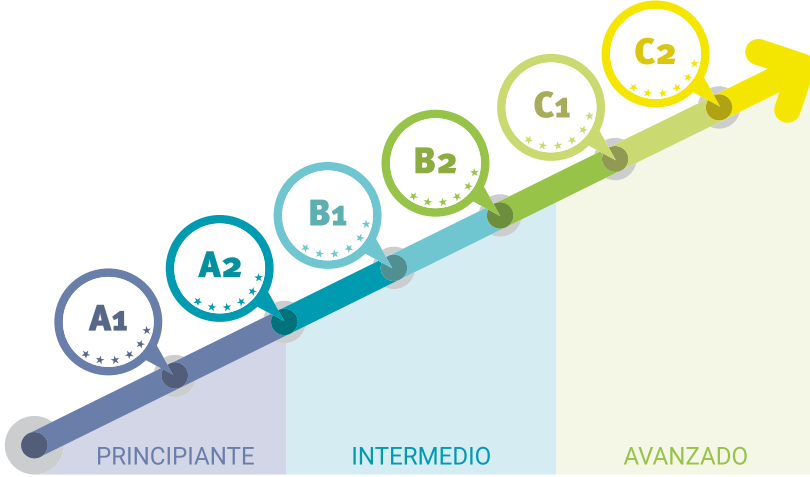 C2
C1
B2
B1
A2
A1
PRINCIPIANTE
INTERMEDIO
AVANZADO